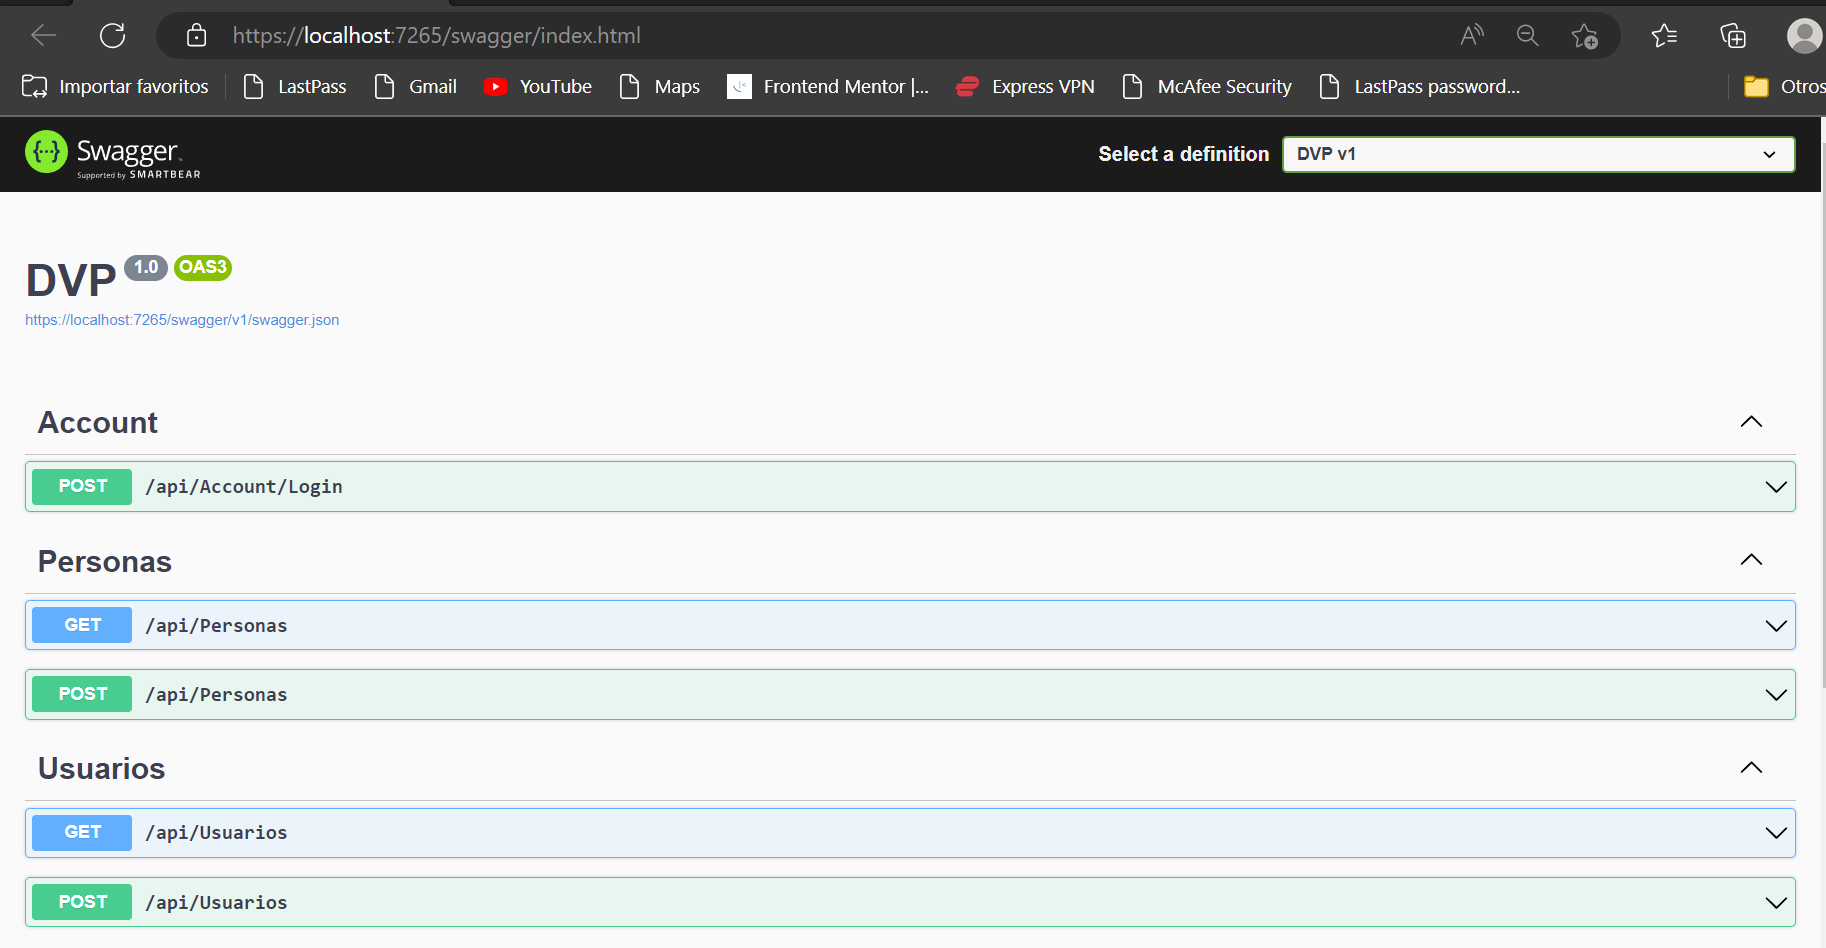 https://localhost:7265/swagger/index.html
Importar favoritos LastPass Gmail YouTube Maps Frontend Mentor |... Express VPN McAfee Security LastPass password... Otros
Swagger.
Supported by SMARTBEAR
Select a definition DVP v1
DVP 1.0 OAS3
https://localhost:7265/swagger/v1/swagger.json
Account
POST /api/Account/Login
Personas
GET /api/Personas
POST /api/Personas
Usuarios
GET /api/Usuarios
POST /api/Usuarios